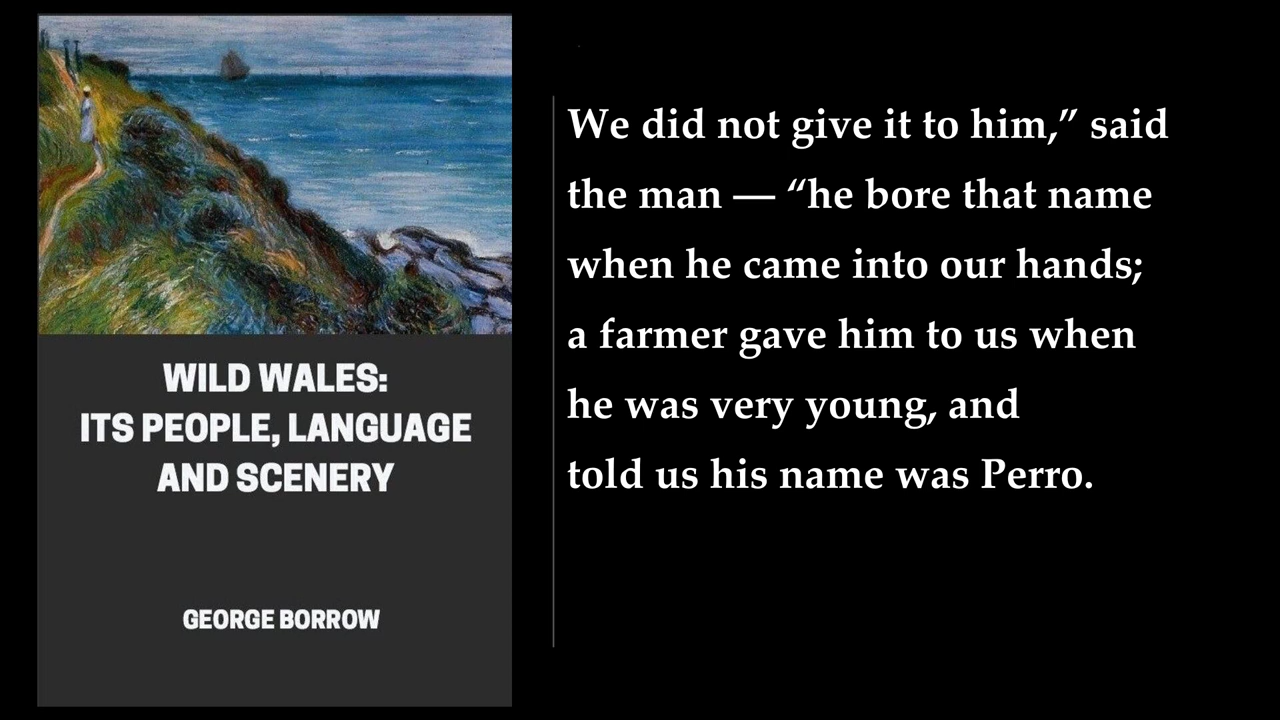 WILD WALES:
ITS PEOPLE, LANGUAGE
AND SCENERY
GEORGE BORROW
We did not give it to him,” said
the man — “he bore that name
when he came into our hands;
a farmer gave him to us when
he was very young, and
told us his name was Perro.